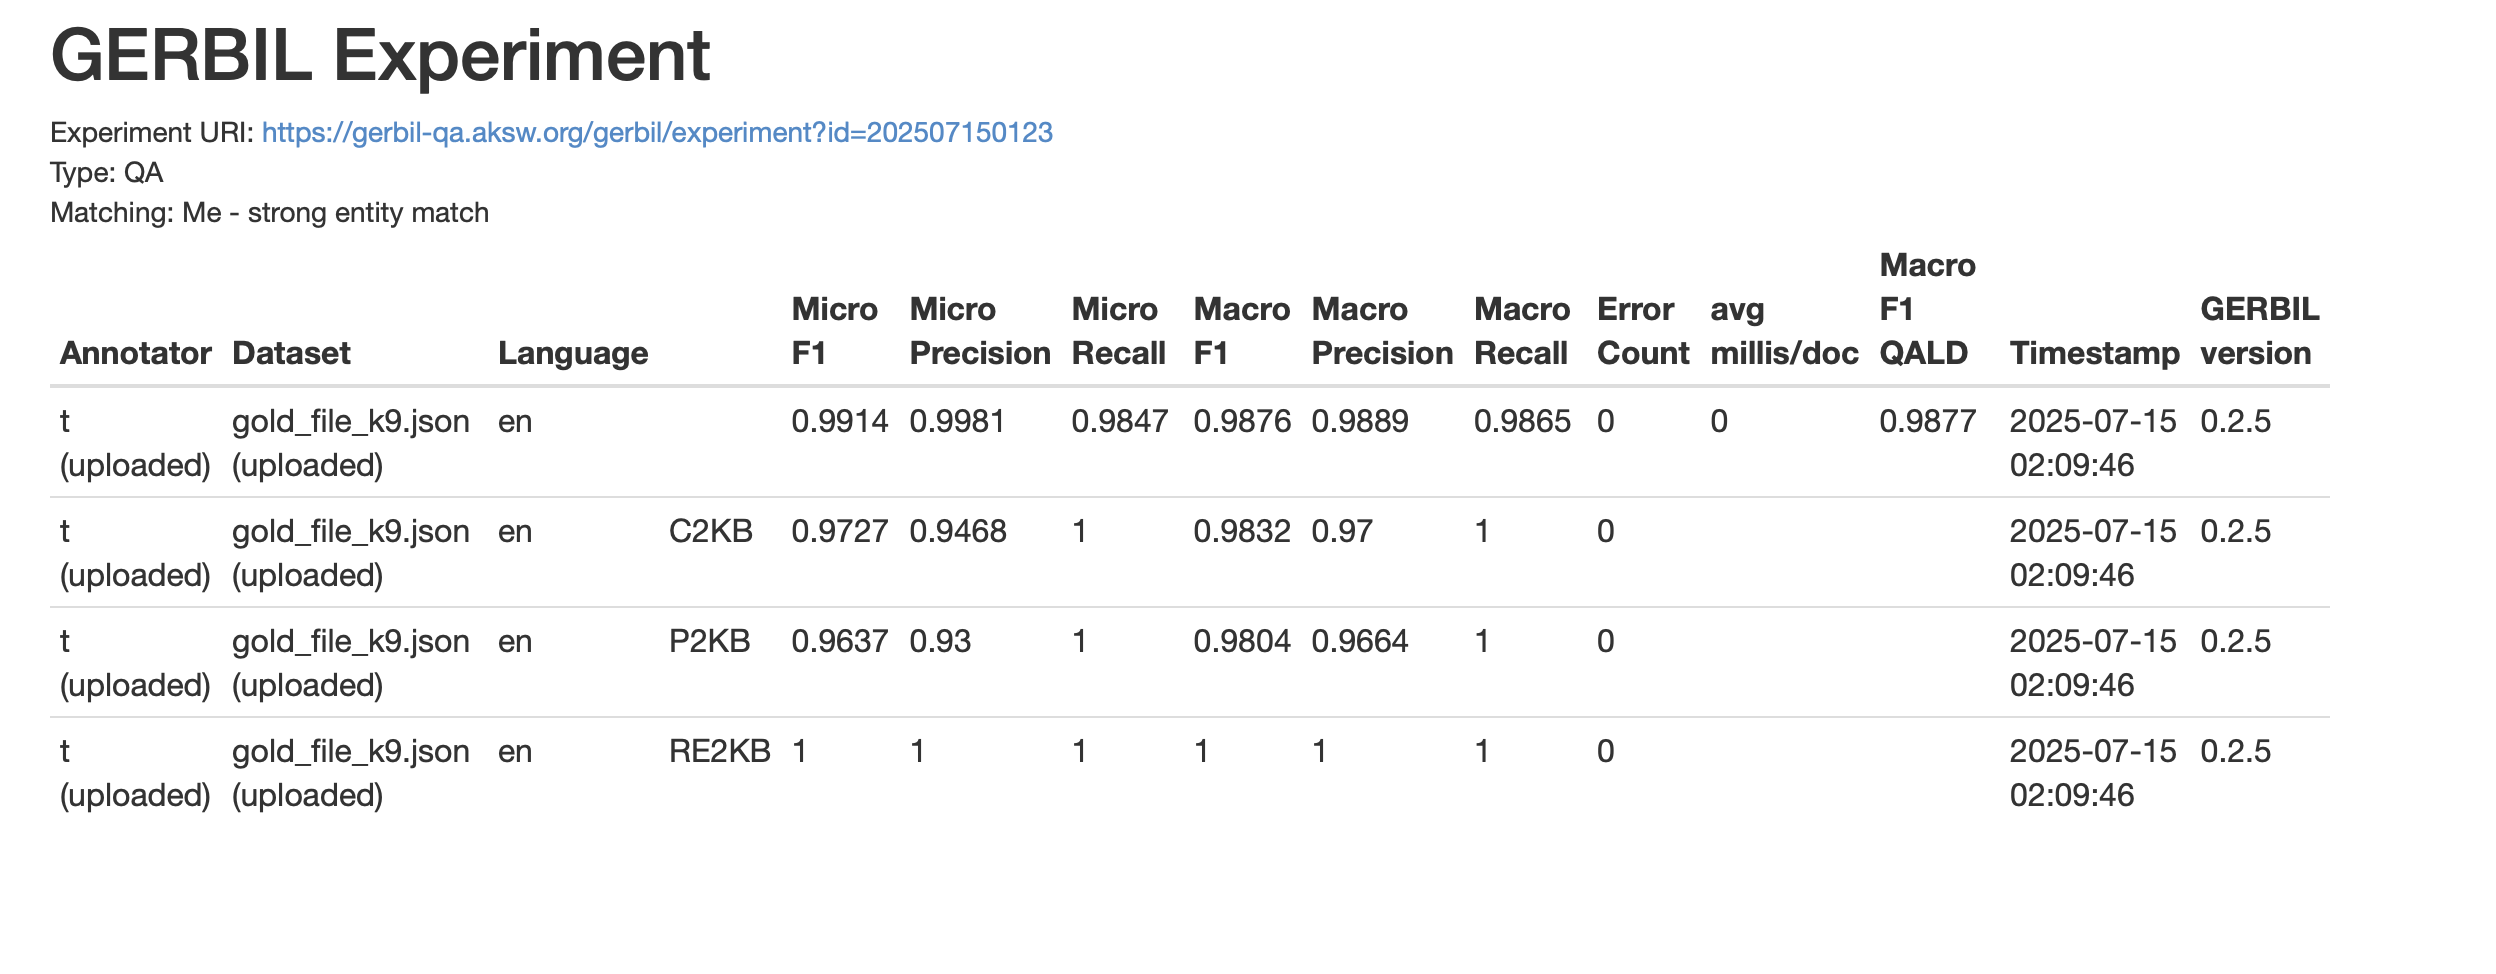 GERBIL Experiment
Experiment URI: https://gerbil-qa.aksw.org/gerbil/experiment?id=202507150123
Type: QA
Matching: Me - strong entity match
Annotator Dataset Language Micro F1 Micro Precision Micro Recall Macro F1 Macro Precision Macro Recall Error Count avg millis/doc Macro F1 QALD Timestamp GERBIL version
t gold_file_k9.json en 0.9914 0.9981 0.9847 0.9876 0.9889 0.9865 0 0 0.9877 2025-07-15 0.2.5
(uploaded) (uploaded) 02:09:46
t gold_file_k9.json en C2KB 0.9727 0.9468 1 0.9832 0.97 1 0 2025-07-15 0.2.5
(uploaded) (uploaded) 02:09:46
t gold_file_k9.json en P2KB 0.9637 0.93 1 0.9804 0.9664 1 0 2025-07-15 0.2.5
(uploaded) (uploaded) 02:09:46
t gold_file_k9.json en RE2KB 1 1 1 1 1 1 0 2025-07-15 0.2.5
(uploaded) (uploaded) 02:09:46